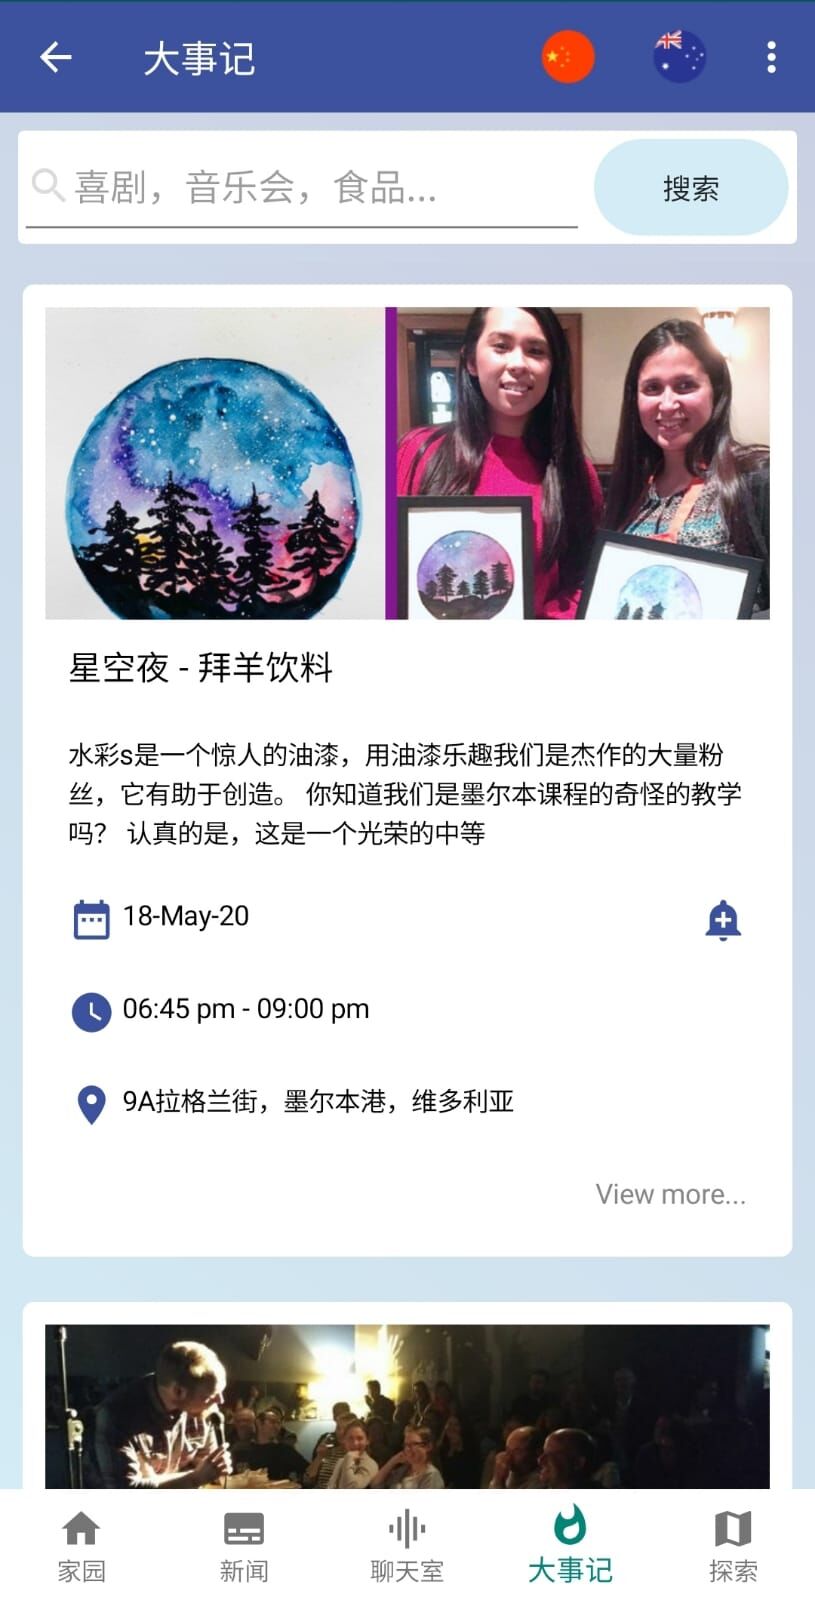 大事记
喜剧，音乐会，食品...
搜索
星空夜 - 拜羊饮料
水彩s是一个惊人的油漆，用油漆乐趣我们是杰作的大量粉
丝，它有助于创造。 你知道我们是墨尔本课程的奇怪的教学
吗？ 认真的是，这是一个光荣的中等
18-May-20
06:45 pm - 09:00 pm
9A拉格兰街，墨尔本港，维多利亚
View more...
家园
新闻
聊天室
大事记
探索